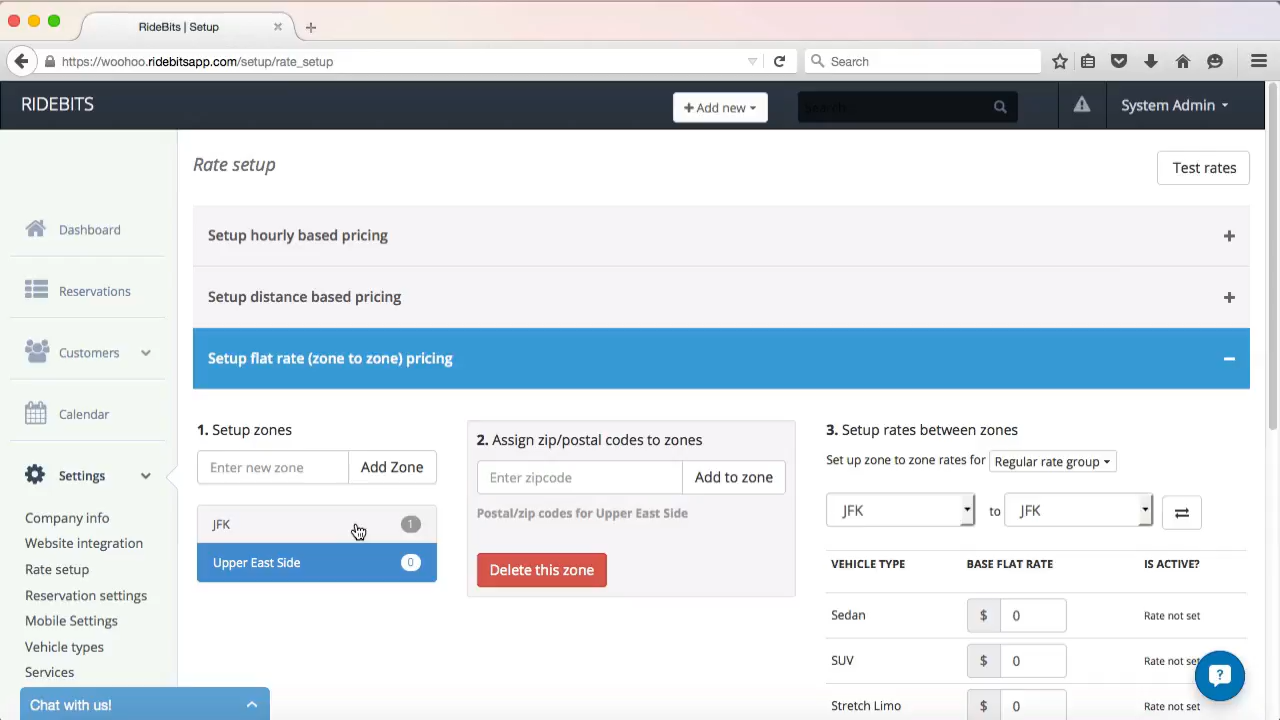 RideBits | Setup
https://woohoo.ridebitsapp.com/setup/rate_setup
Search
RIDEBITS
+ Add new
Search...
System Admin
Rate setup
Test rates
Dashboard
Reservations
Customers
Calendar
Settings
Company info
Website integration
Rate setup
Reservation settings
Mobile Settings
Vehicle types
Services
Chat with us!
Setup hourly based pricing
Setup distance based pricing
Setup flat rate (zone to zone) pricing
1. Setup zones
Enter new zone
Add Zone
JFK 1
Upper East Side 0
2. Assign zip/postal codes to zones
Enter zipcode
Add to zone
Postal/zip codes for Upper East Side
Delete this zone
3. Setup rates between zones
Set up zone to zone rates for Regular rate group
JFK to JFK
VEHICLE TYPE BASE FLAT RATE IS ACTIVE?
Sedan $ 0 Rate not set
SUV $ 0 Rate not set
Stretch Limo $ 0